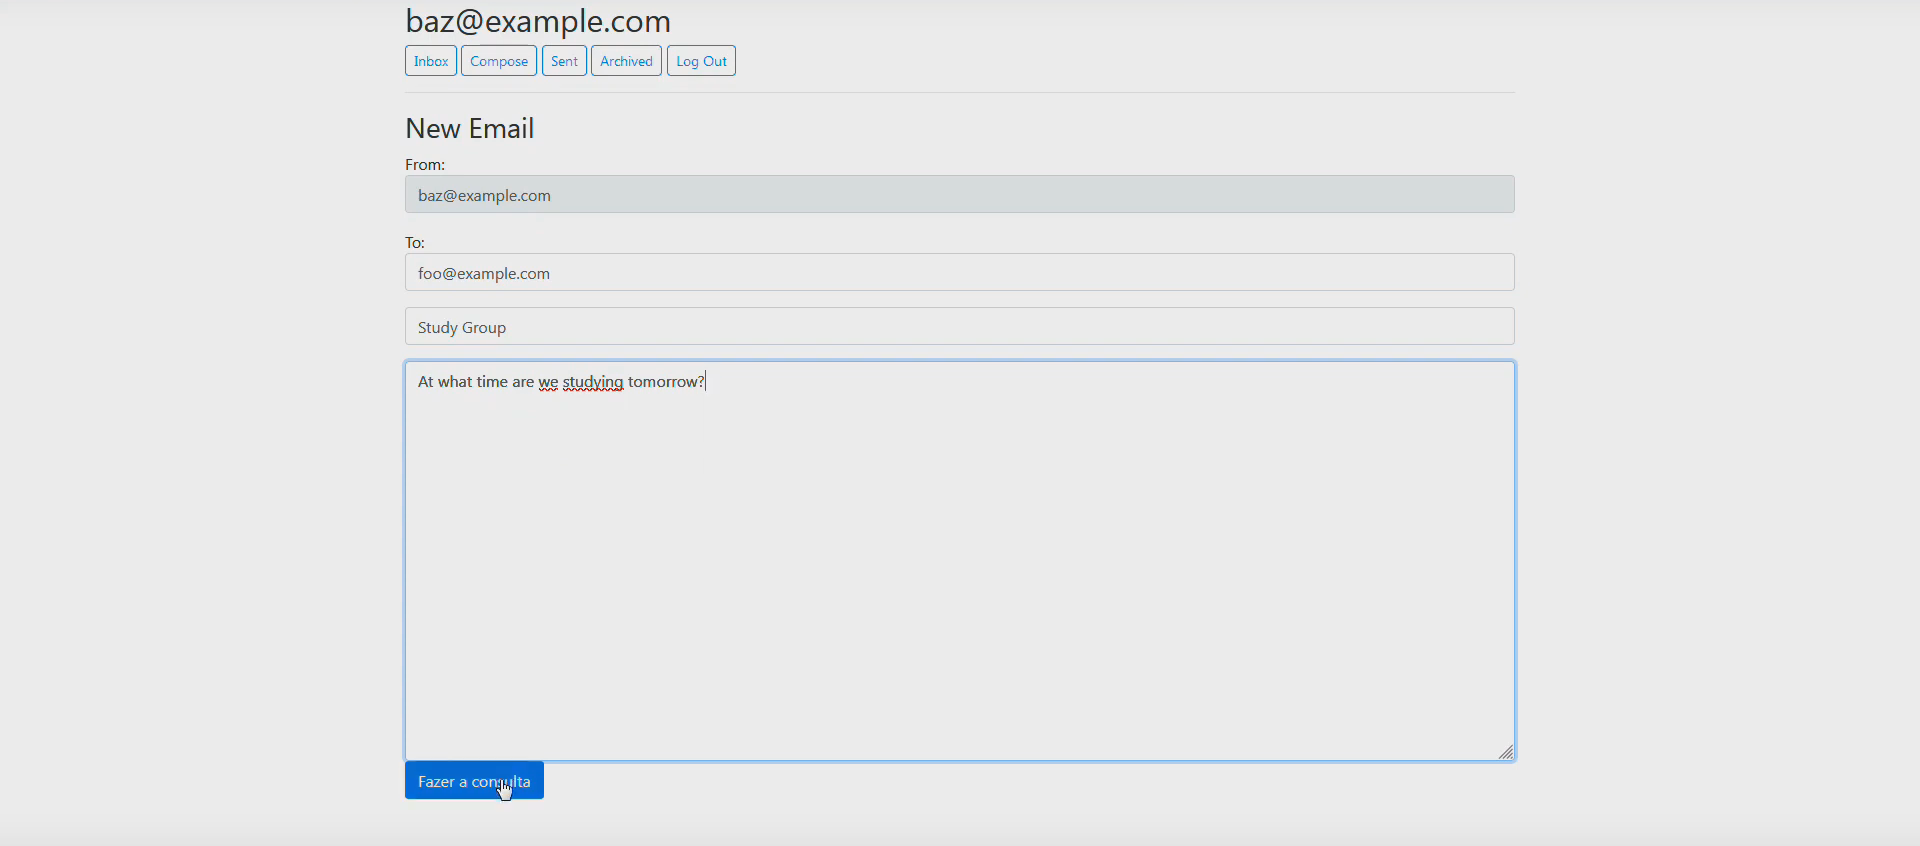 baz@example.com
Inbox Compose Sent Archived Log Out
New Email
From:
baz@example.com
To:
foo@example.com
Study Group
At what time are we studying tomorrow?
Fazer a consulta